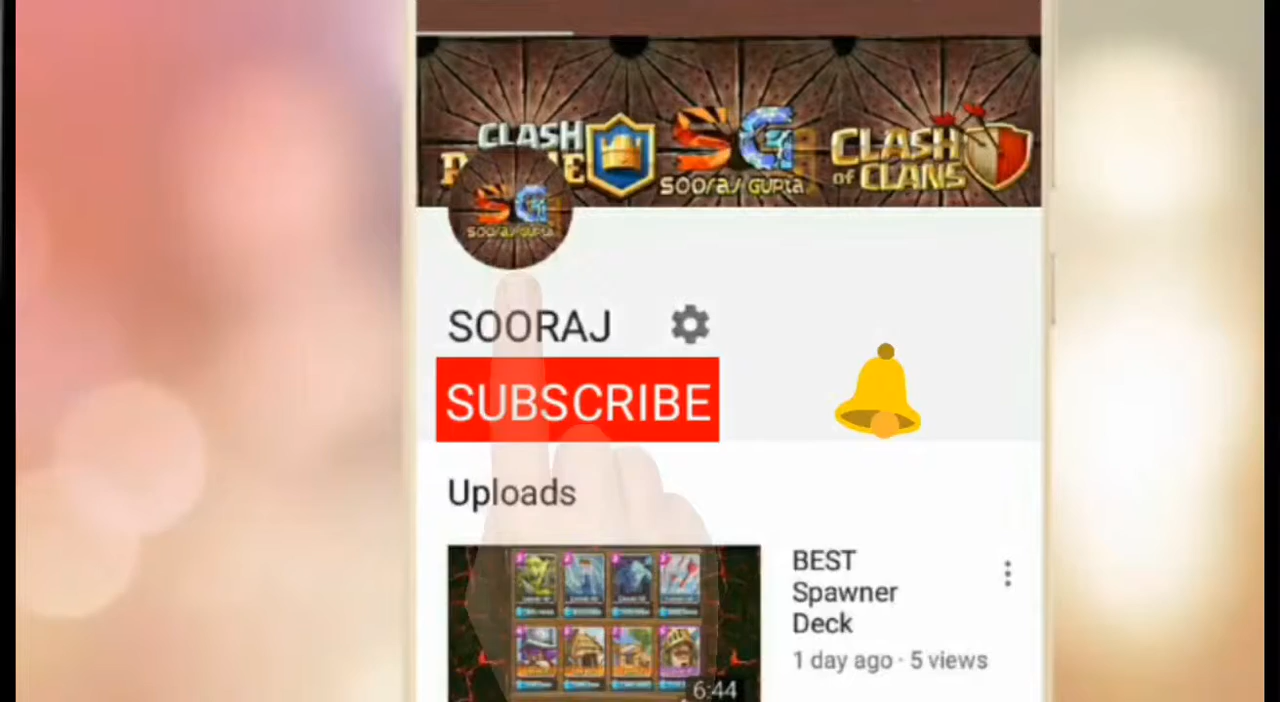 CLASH
SG
CLASH
OF CLANS
SOORAJ GUPTA
SG
SOORAJ GUPTA
SOORAJ
SUBSCRIBE
Uploads
BEST
Spawner
Deck
1 day ago · 5 views
6:44